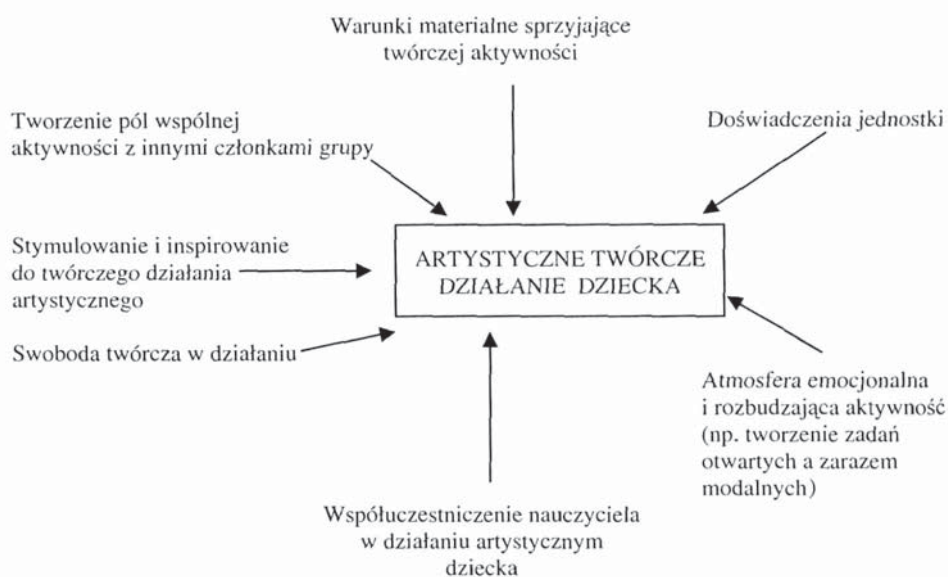 Warunki materialne sprzyjające
twórczej aktywności
Tworzenie pól wspólnej
aktywności z innymi członkami grupy
Doświadczenia jednostki
Stymulowanie i inspirowanie
do twórczego działania
artystycznego
ARTYSTYCZNE TWÓRCZE
DZIAŁANIE DZIECKA
Swoboda twórcza w działaniu
Atmosfera emocjonalna
i rozbudzająca aktywność
(np. tworzenie zadań
otwartych a zarazem
modalnych)
Współuczestniczenie nauczyciela
w działaniu artystycznym
dziecka